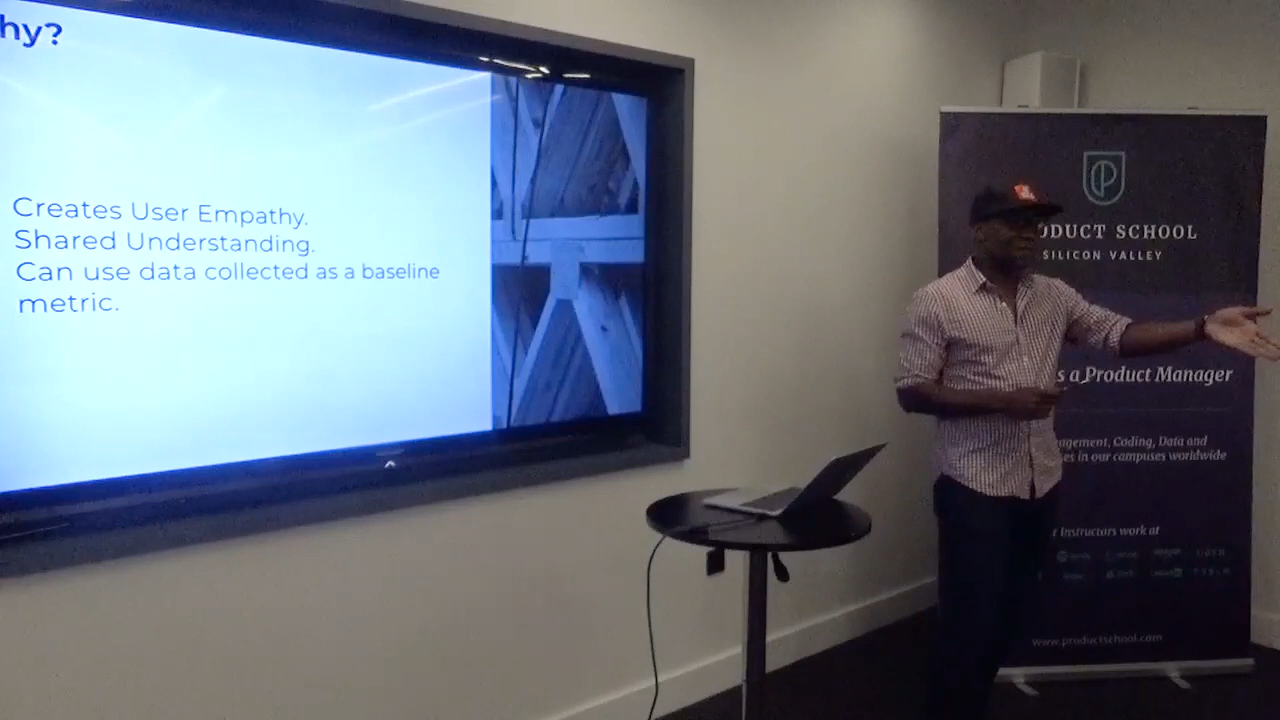 hy?
Creates User Empathy.
Shared Understanding.
Can use data collected as a baseline
metric.
ODUCT SCHOOL
SILICON VALLEY
s a Product Manager
agement, Coding, Data and
es in our campuses worldwide
r Instructors work at
www.productschool.com